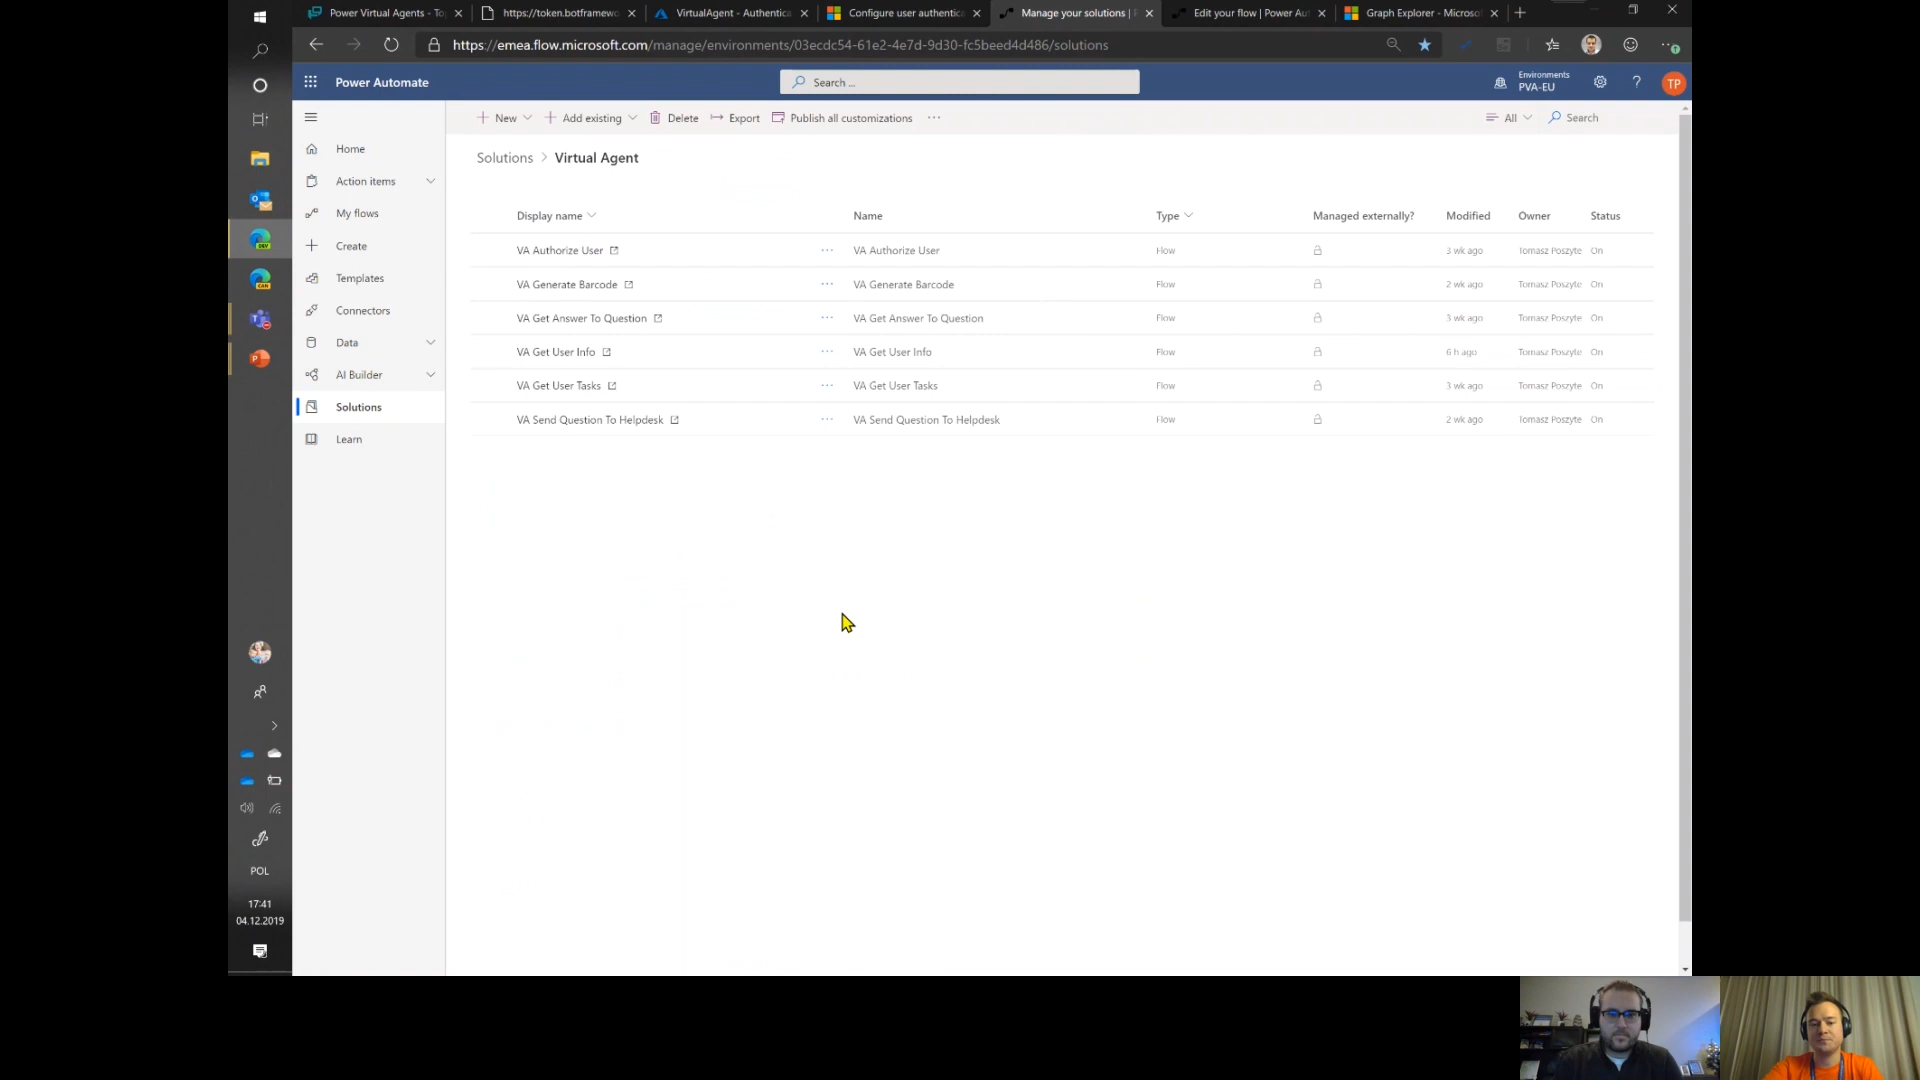 Power Virtual Agents - To
https://token.botframewo
VirtualAgent - Authentica
Configure user authentica
Manage your solutions |
Edit your flow | Power Au
Graph Explorer - Microso
https://emea.flow.microsoft.com/manage/environments/03ecdc54-61e2-4e7d-9d30-fc5beed4d486/solutions
Power Automate
Search ...
Environments
PVA-EU
?
TP
New
Add existing
Delete
Export
Publish all customizations
All
Search
Home
Action items
My flows
Create
Templates
Connectors
Data
AI Builder
Solutions
Learn
Solutions > Virtual Agent
Display name Name Type Managed externally? Modified Owner Status
VA Authorize User ··· VA Authorize User Flow 3 wk ago Tomasz Poszyte On
VA Generate Barcode ··· VA Generate Barcode Flow 2 wk ago Tomasz Poszyte On
VA Get Answer To Question ··· VA Get Answer To Question Flow 3 wk ago Tomasz Poszyte On
VA Get User Info ··· VA Get User Info Flow 6 h ago Tomasz Poszyte On
VA Get User Tasks ··· VA Get User Tasks Flow 3 wk ago Tomasz Poszyte On
VA Send Question To Helpdesk ··· VA Send Question To Helpdesk Flow 2 wk ago Tomasz Poszyte On
POL
17:41
04.12.2019